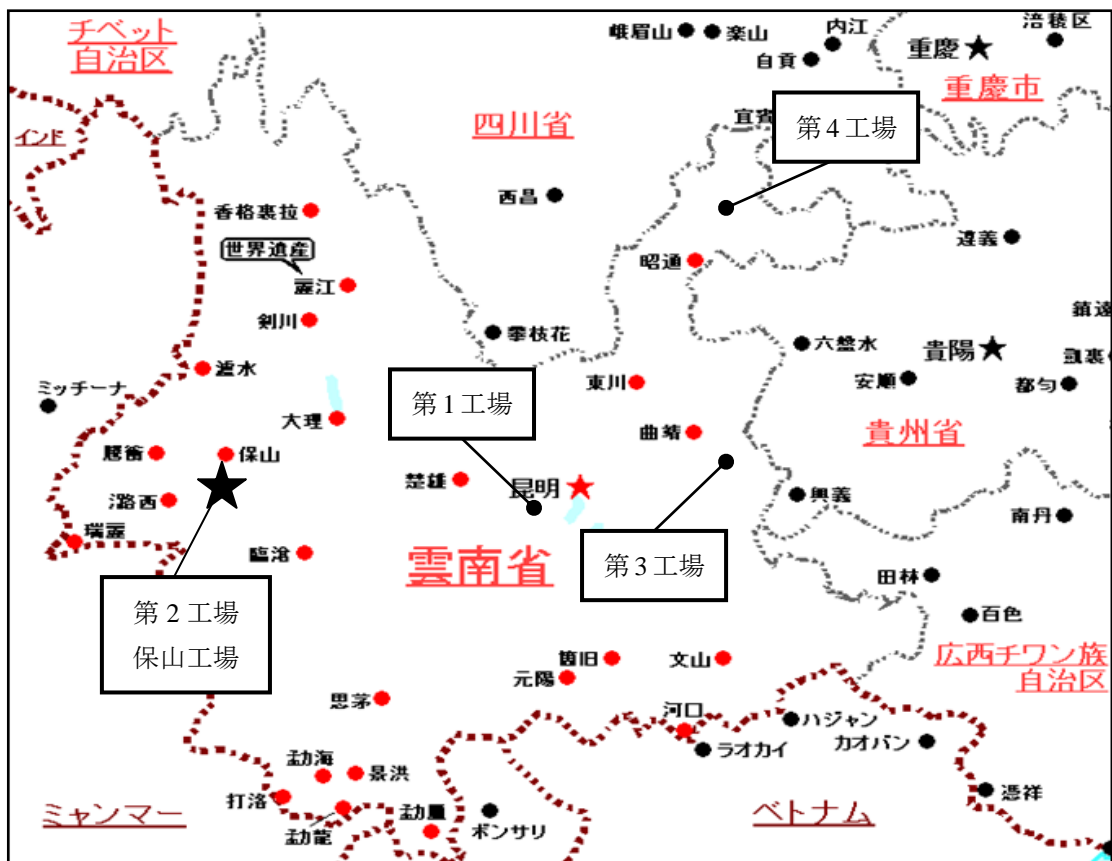 チベット
自治区
峨眉山
楽山
内江
自貢
涪稜区
重慶
重慶市
インド
四川省
宜賓
第4工場
西昌
香格裏拉
世界遺産
麗江
剣川
昭通
遵義
鎮遠
攀枝花
六盤水
貴陽
凱裏
瀘水
ミッチーナ
大理
第1工場
東川
安順
都匀
曲靖
貴州省
騰衝
保山
楚雄
昆明
興義
潞西
南丹
瑞麗
臨滄
雲南省
第3工場
田林
第2工場
保山工場
百色
広西チワン族
自治区
箇旧
文山
元陽
思茅
河口
ハジャン
ラオカイ
カオバン
勐海
景洪
打洛
勐龍
勐臘
ポンサリ
憑祥
ミャンマー
ベトナム